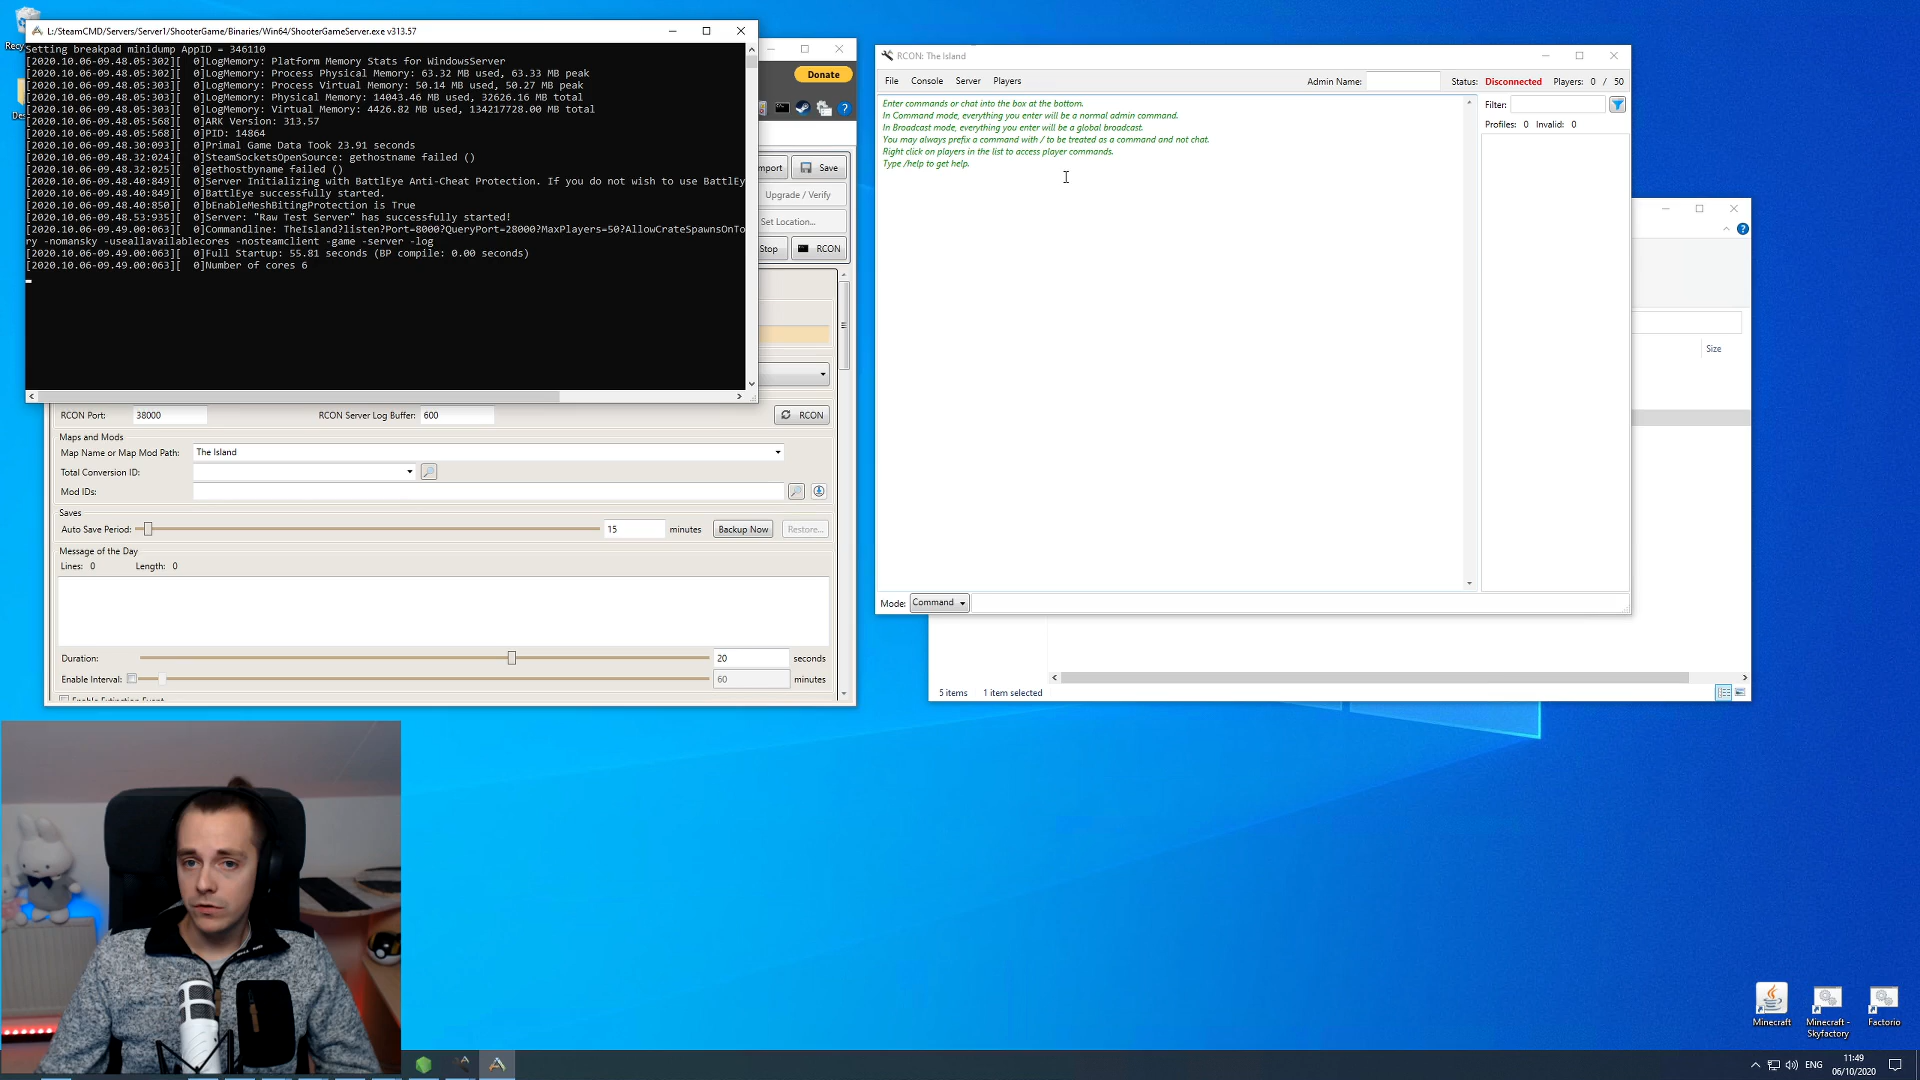 L:/SteamCMD/Servers/Server1/ShooterGame/Binaries/Win64/ShooterGameServer.exe v313.57
Setting breakpad minidump AppID = 346110
[2020.10.06-09.48.05:302][  0]LogMemory: Platform Memory Stats for WindowsServer
[2020.10.06-09.48.05:302][  0]LogMemory: Process Physical Memory: 63.32 MB used, 63.33 MB peak
[2020.10.06-09.48.05:303][  0]LogMemory: Process Virtual Memory: 50.14 MB used, 50.27 MB peak
[2020.10.06-09.48.05:303][  0]LogMemory: Physical Memory: 14043.46 MB used, 32626.16 MB total
[2020.10.06-09.48.05:303][  0]LogMemory: Virtual Memory: 4426.82 MB used, 134217728.00 MB total
[2020.10.06-09.48.05:568][  0]ARK Version: 313.57
[2020.10.06-09.48.05:568][  0]PID: 14864
[2020.10.06-09.48.30:093][  0]Primal Game Data Took 23.91 seconds
[2020.10.06-09.48.32:024][  0]SteamSocketsOpenSource: gethostname failed ()
[2020.10.06-09.48.32:025][  0]gethostbyname failed ()
[2020.10.06-09.48.40:849][  0]Server Initializing with BattlEye Anti-Cheat Protection. If you do not wish to use BattlEy
[2020.10.06-09.48.40:849][  0]BattlEye successfully started.
[2020.10.06-09.48.40:850][  0]bEnableMeshBitingProtection is True
[2020.10.06-09.48.53:935][  0]Server: "Raw Test Server" has successfully started!
[2020.10.06-09.49.00:063][  0]Commandline: TheIsland?listen?Port=8000?QueryPort=28000?MaxPlayers=50?AllowCrateSpawnsOnTo
ry -nomansky -useallavailablecores -nosteamclient -game -server -log
[2020.10.06-09.49.00:063][  0]Full Startup: 55.81 seconds (BP compile: 0.00 seconds)
[2020.10.06-09.49.00:063][  0]Number of cores 6
Donate
mport
Save
Upgrade / Verify
Set Location...
Stop
RCON
RCON Port: 38000 RCON Server Log Buffer: 600 RCON
Maps and Mods
Map Name or Map Mod Path: The Island
Total Conversion ID:
Mod IDs:
Saves
Auto Save Period: 15 minutes Backup Now Restore...
Message of the Day
Lines: 0 Length: 0
Duration: 20 seconds
Enable Interval: 60 minutes
Enable Extinction Event
RCON: The Island
File Console Server Players Admin Name: Status: Disconnected Players: 0 / 50
Enter commands or chat into the box at the bottom.
In Command mode, everything you enter will be a normal admin command.
In Broadcast mode, everything you enter will be a global broadcast.
You may always prefix a command with / to be treated as a command and not chat.
Right click on players in the list to access player commands.
Type /help to get help.
Filter:
Profiles: 0 Invalid: 0
Mode: Command
Size
5 items 1 item selected
Minecraft
Minecraft -
Skyfactory
Factorio
ENG
11:49
06/10/2020